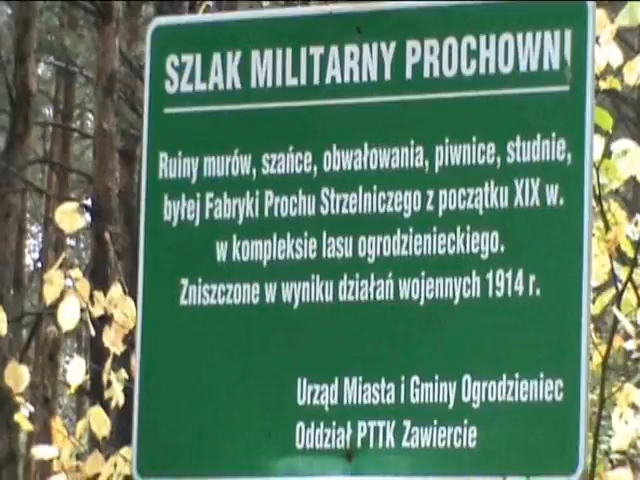 SZLAK MILITARNY PROCHOWNI
Ruiny murów, szańce, obwałowania, piwnice, studnie,
byłej Fabryki Prochu Strzelniczego z początku XIX w.
w kompleksie lasu ogrodzienieckiego.
Zniszczone w wyniku działań wojennych 1914 r.
Urząd Miasta i Gminy Ogrodzieniec
Oddział PTTK Zawiercie